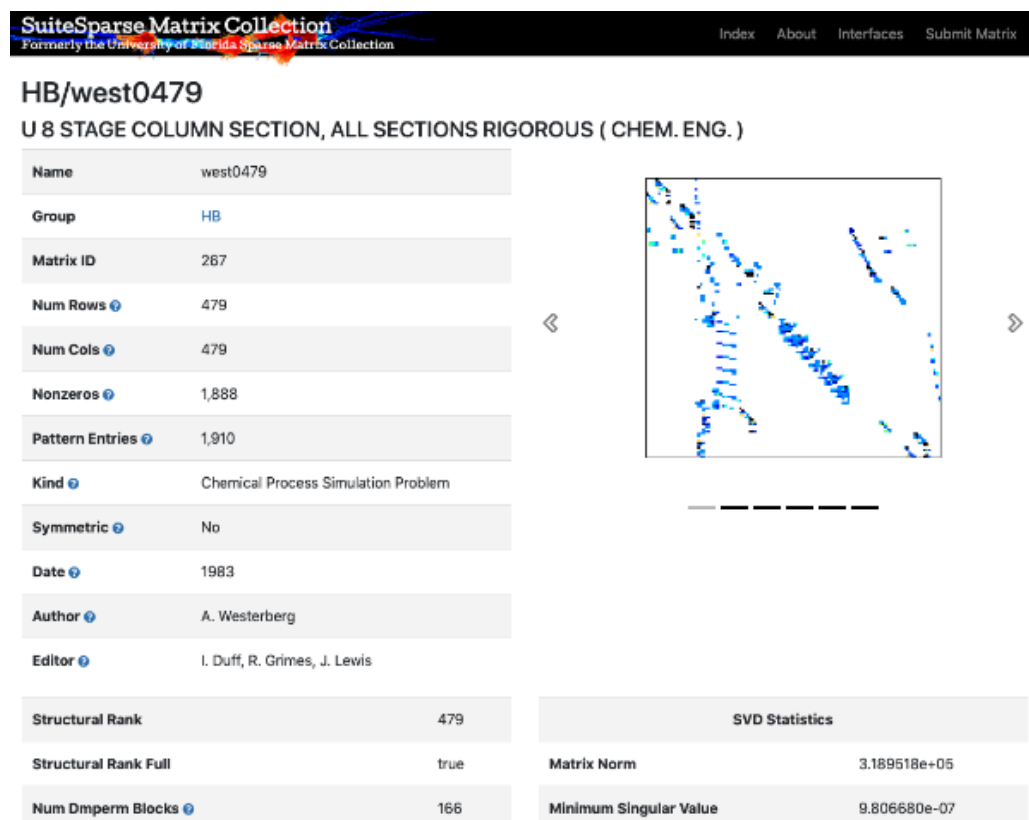 SuiteSparse Matrix Collection
Formerly the University of Florida Sparse Matrix Collection
Index About Interfaces Submit Matrix
HB/west0479
U 8 STAGE COLUMN SECTION, ALL SECTIONS RIGOROUS ( CHEM. ENG. )
Name west0479
Group HB
Matrix ID 267
Num Rows 479
Num Cols 479
Nonzeros 1,888
Pattern Entries 1,910
Kind Chemical Process Simulation Problem
Symmetric No
Date 1983
Author A. Westerberg
Editor I. Duff, R. Grimes, J. Lewis
Structural Rank 479
Structural Rank Full true
Num Dmperm Blocks 166
SVD Statistics
Matrix Norm 3.189518e+05
Minimum Singular Value 9.806680e-07